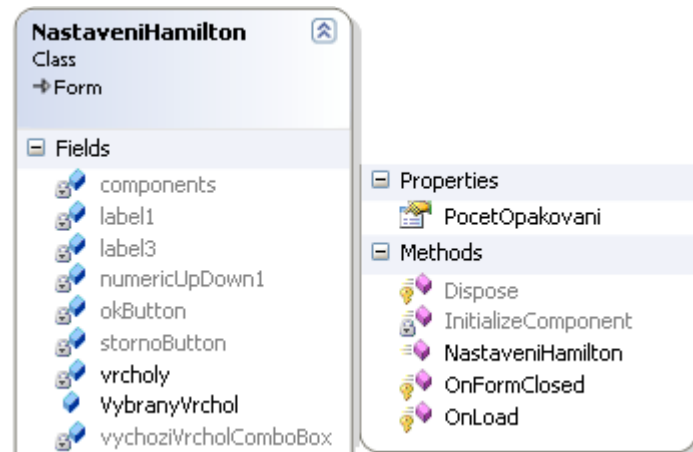 NastaveniHamilton
Class
Form
Fields
components
label1
label3
numericUpDown1
okButton
stornoButton
vrcholy
VybranyVrchol
vychoziVrcholComboBox
Properties
PocetOpakovani
Methods
Dispose
InitializeComponent
NastaveniHamilton
OnFormClosed
OnLoad